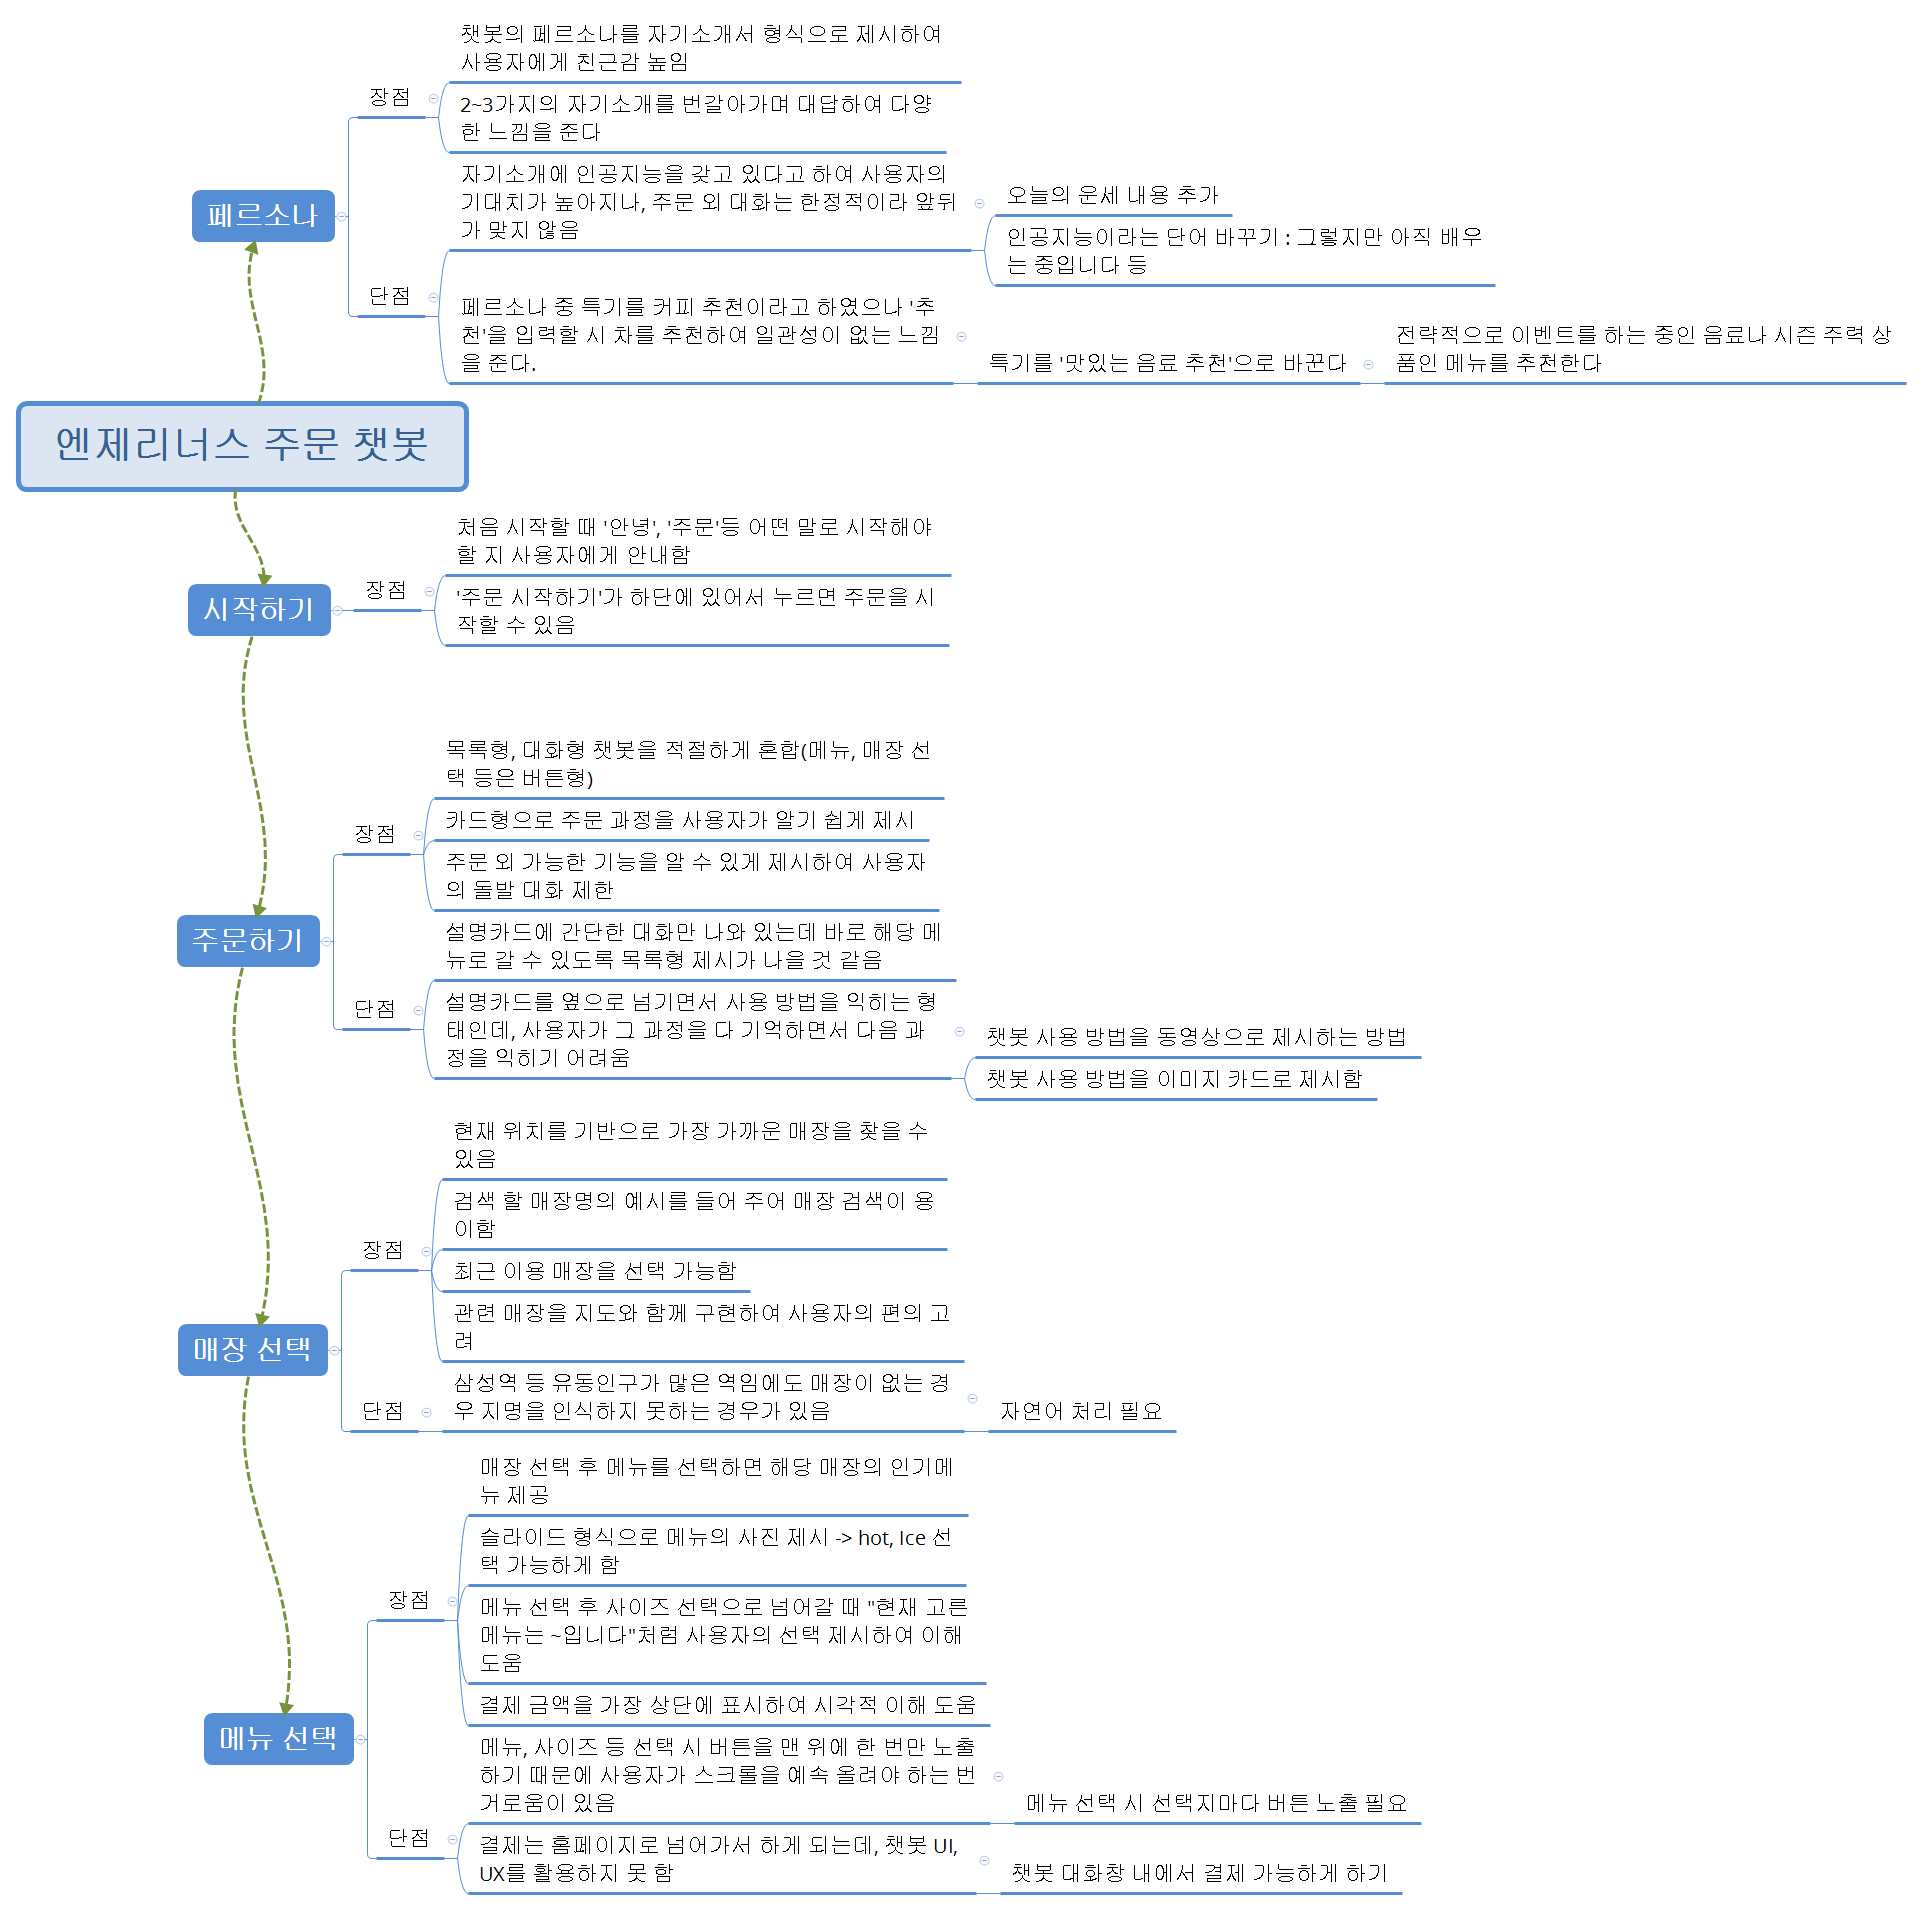 챗봇의 페르소나를 자기소개서 형식으로 제시하여
사용자에게 친근감 높임
장점
2~3가지의 자기소개를 번갈아가며 대답하여 다양
한 느낌을 준다
페르소나
자기소개에 인공지능을 갖고 있다고 하여 사용자의
기대치가 높아지나, 주문 외 대화는 한정적이라 앞뒤
가 맞지 않음
오늘의 운세 내용 추가
인공지능이라는 단어 바꾸기 : 그렇지만 아직 배우
는 중입니다 등
단점
페르소나 중 특기를 커피 추천이라고 하였으나 '추
천'을 입력할 시 차를 추천하여 일관성이 없는 느낌
을 준다.
특기를 '맛있는 음료 추천'으로 바꾼다
전략적으로 이벤트를 하는 중인 음료나 시즌 주력 상
품인 메뉴를 추천한다
엔제리너스 주문 챗봇
처음 시작할 때 '안녕', '주문'등 어떤 말로 시작해야
할 지 사용자에게 안내함
시작하기
장점
'주문 시작하기'가 하단에 있어서 누르면 주문을 시
작할 수 있음
목록형, 대화형 챗봇을 적절하게 혼합(메뉴, 매장 선
택 등은 버튼형)
장점
카드형으로 주문 과정을 사용자가 알기 쉽게 제시
주문 외 가능한 기능을 알 수 있게 제시하여 사용자
의 돌발 대화 제한
주문하기
설명카드에 간단한 대화만 나와 있는데 바로 해당 메
뉴로 갈 수 있도록 목록형 제시가 나을 것 같음
단점
설명카드를 옆으로 넘기면서 사용 방법을 익히는 형
태인데, 사용자가 그 과정을 다 기억하면서 다음 과
정을 익히기 어려움
챗봇 사용 방법을 동영상으로 제시하는 방법
챗봇 사용 방법을 이미지 카드로 제시함
현재 위치를 기반으로 가장 가까운 매장을 찾을 수
있음
검색 할 매장명의 예시를 들어 주어 매장 검색이 용
이함
장점
최근 이용 매장을 선택 가능함
관련 매장을 지도와 함께 구현하여 사용자의 편의 고
려
매장 선택
단점
삼성역 등 유동인구가 많은 역임에도 매장이 없는 경
우 지명을 인식하지 못하는 경우가 있음
자연어 처리 필요
매장 선택 후 메뉴를 선택하면 해당 매장의 인기메
뉴 제공
슬라이드 형식으로 메뉴의 사진 제시 -> hot, Ice 선
택 가능하게 함
장점
메뉴 선택 후 사이즈 선택으로 넘어갈 때 "현재 고른
메뉴는 ~입니다"처럼 사용자의 선택 제시하여 이해
도움
결제 금액을 가장 상단에 표시하여 시각적 이해 도움
메뉴 선택
메뉴, 사이즈 등 선택 시 버튼을 맨 위에 한 번만 노출
하기 때문에 사용자가 스크롤을 예속 올려야 하는 번
거로움이 있음
메뉴 선택 시 선택지마다 버튼 노출 필요
단점
결제는 홈페이지로 넘어가서 하게 되는데, 챗봇 UI,
UX를 활용하지 못 함
챗봇 대화창 내에서 결제 가능하게 하기